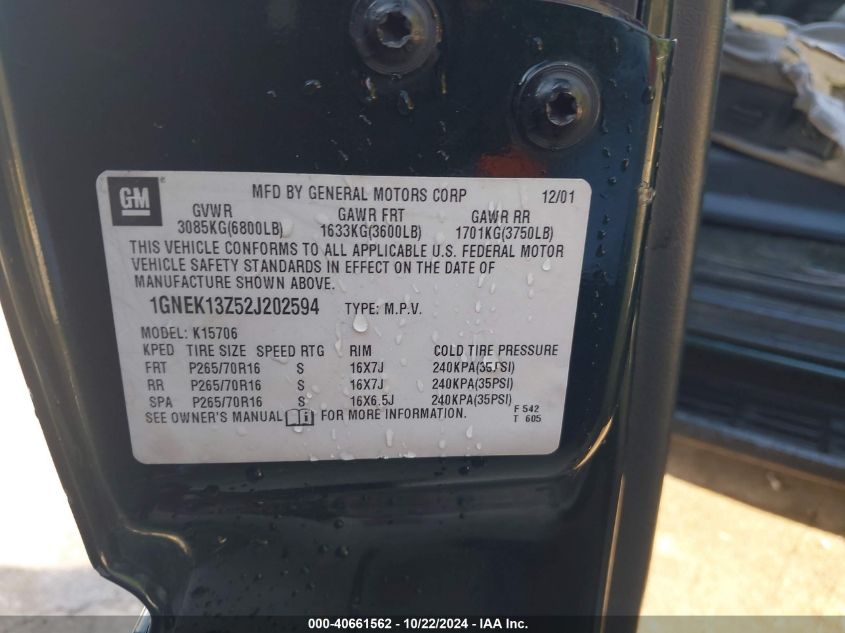 GM
MFD BY GENERAL MOTORS CORP 12/01
GVWR GAWR FRT GAWR RR
3085KG(6800LB) 1633KG(3600LB) 1701KG(3750LB)
THIS VEHICLE CONFORMS TO ALL APPLICABLE U.S. FEDERAL MOTOR
VEHICLE SAFETY STANDARDS IN EFFECT ON THE DATE OF
MANUFACTURE SHOWN ABOVE.
1GNEK13Z52J202594 TYPE: M.P.V.
MODEL: K15706
KPED TIRE SIZE SPEED RTG RIM COLD TIRE PRESSURE
FRT P265/70R16 S 16X7J 240KPA(35PSI)
RR P265/70R16 S 16X7J 240KPA(35PSI)
SPA P265/70R16 S 16X6.5J 240KPA(35PSI)
SEE OWNER'S MANUAL FOR MORE INFORMATION.
F 542
T 605
000-40661562 - 10/22/2024 - IAA Inc.